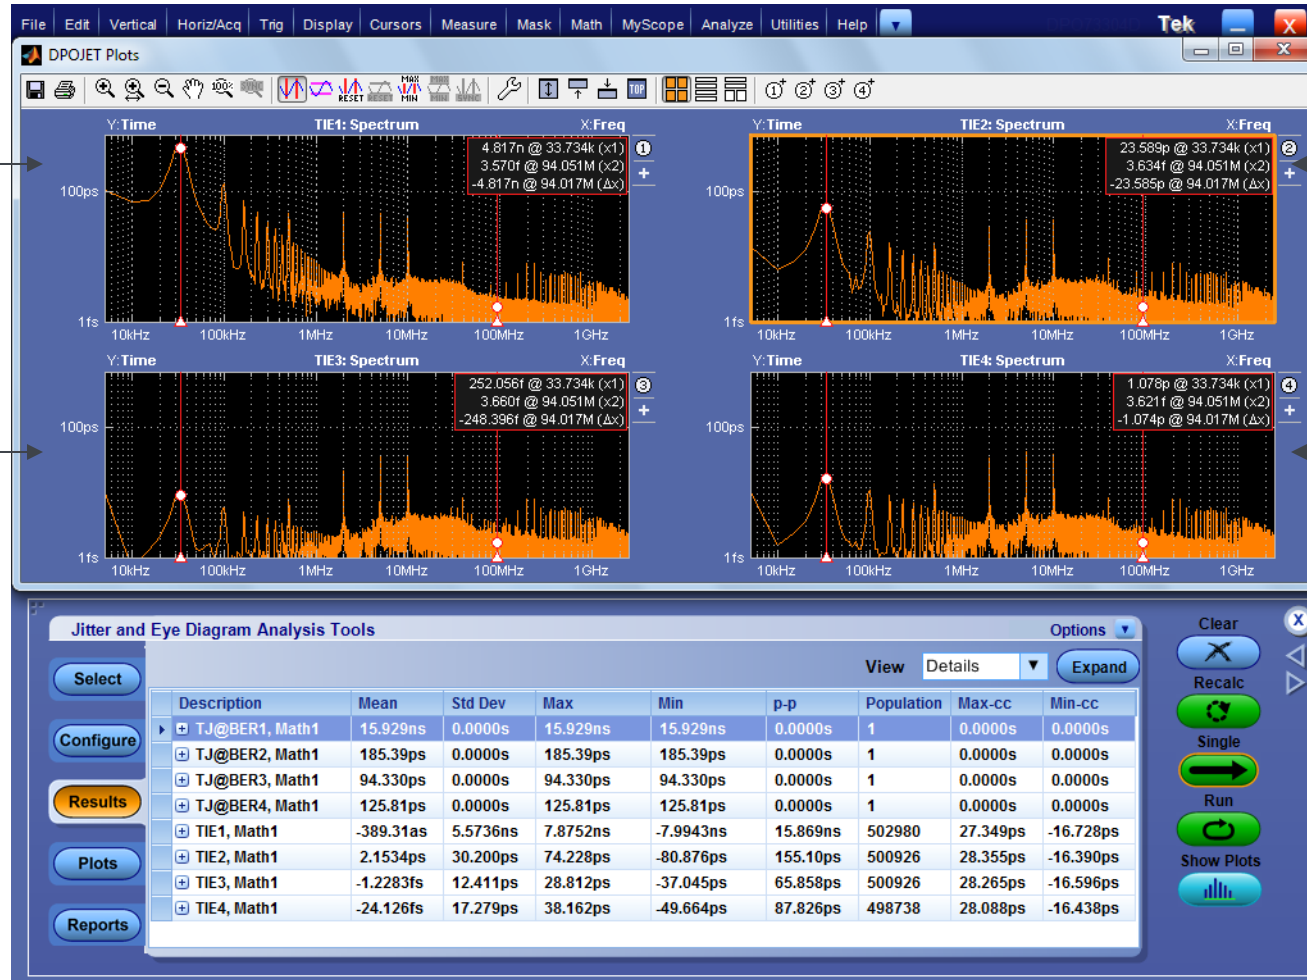 File Edit Vertical Horiz/Acq Trig Display Cursors Measure Mask Math MyScope Analyze Utilities Help Tek X
DPOJET Plots
100% RESET RESET MAX MIN TOP 1+ 2+ 3+ 4+
Y:Time TIE1: Spectrum X:Freq
4.817n @ 33.734k (x1)
3.570f @ 94.051M (x2)
-4.817n @ 94.017M (Δx)
1
+
100ps
1fs
10kHz 100kHz 1MHz 10MHz 100MHz 1GHz
Y:Time TIE2: Spectrum X:Freq
23.589p @ 33.734k (x1)
3.634f @ 94.051M (x2)
-23.585p @ 94.017M (Δx)
2
+
100ps
1fs
10kHz 100kHz 1MHz 10MHz 100MHz 1GHz
Y:Time TIE3: Spectrum X:Freq
252.056f @ 33.734k (x1)
3.660f @ 94.051M (x2)
-248.396f @ 94.017M (Δx)
3
+
100ps
1fs
10kHz 100kHz 1MHz 10MHz 100MHz 1GHz
Y:Time TIE4: Spectrum X:Freq
1.078p @ 33.734k (x1)
3.621f @ 94.051M (x2)
-1.074p @ 94.017M (Δx)
4
+
100ps
1fs
10kHz 100kHz 1MHz 10MHz 100MHz 1GHz
Jitter and Eye Diagram Analysis Tools Options
Select
Configure
Results
Plots
Reports
View Details Expand
Description Mean Std Dev Max Min p-p Population Max-cc Min-cc
TJ@BER1, Math1 15.929ns 0.0000s 15.929ns 15.929ns 0.0000s 1 0.0000s 0.0000s
TJ@BER2, Math1 185.39ps 0.0000s 185.39ps 185.39ps 0.0000s 1 0.0000s 0.0000s
TJ@BER3, Math1 94.330ps 0.0000s 94.330ps 94.330ps 0.0000s 1 0.0000s 0.0000s
TJ@BER4, Math1 125.81ps 0.0000s 125.81ps 125.81ps 0.0000s 1 0.0000s 0.0000s
TIE1, Math1 -389.31as 5.5736ns 7.8752ns -7.9943ns 15.869ns 502980 27.349ps -16.728ps
TIE2, Math1 2.1534ps 30.200ps 74.228ps -80.876ps 155.10ps 500926 28.355ps -16.390ps
TIE3, Math1 -1.2283fs 12.411ps 28.812ps -37.045ps 65.858ps 500926 28.265ps -16.596ps
TIE4, Math1 -24.126fs 17.279ps 38.162ps -49.664ps 87.826ps 498738 28.088ps -16.438ps
Clear
Recalc
Single
Run
Show Plots
X